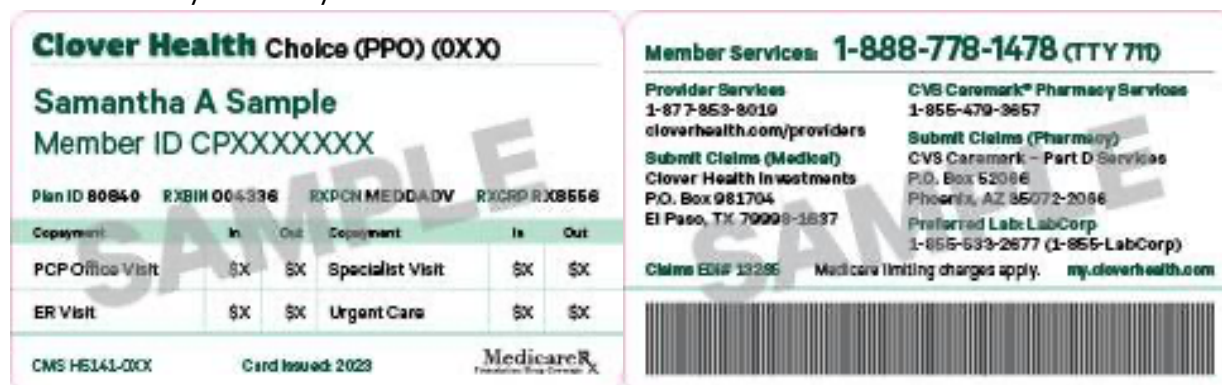 Clover Health Choice (PPO) (0XX)
Samantha A Sample
Member ID CPXXXXXXX
Plan ID 80840 RXBIN 004336 RXPCN MEDDADV RXGRP RX8556
Copayment In Out Copayment In Out
PCP Office Visit $X $X Specialist Visit $X $X
ER Visit $X $X Urgent Care $X $X
CMS H5141-0XX Card Issued: 2023 MedicareRx
Prescription Drug Coverage X
SAMPLE
Member Services: 1-888-778-1478 (TTY 711)
Provider Services
1-877-853-8019
cloverhealth.com/providers
Submit Claims (Medical)
Clover Health Investments
P.O. Box 981704
El Paso, TX 79998-1637
CVS Caremark® Pharmacy Services
1-855-479-3657
Submit Claims (Pharmacy)
CVS Caremark – Part D Services
P.O. Box 52066
Phoenix, AZ 85072-2066
Preferred Lab: LabCorp
1-855-533-2677 (1-855-LabCorp)
Claims EDI# 13285 Medicare limiting charges apply. my.cloverhealth.com
SAMPLE